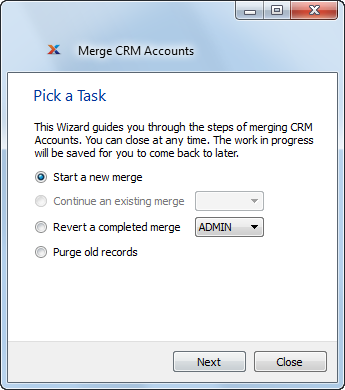 Merge CRM Accounts
Pick a Task
This Wizard guides you through the steps of merging CRM
Accounts. You can close at any time. The work in progress
will be saved for you to come back to later.
Start a new merge
Continue an existing merge
Revert a completed merge ADMIN
Purge old records
Next Close